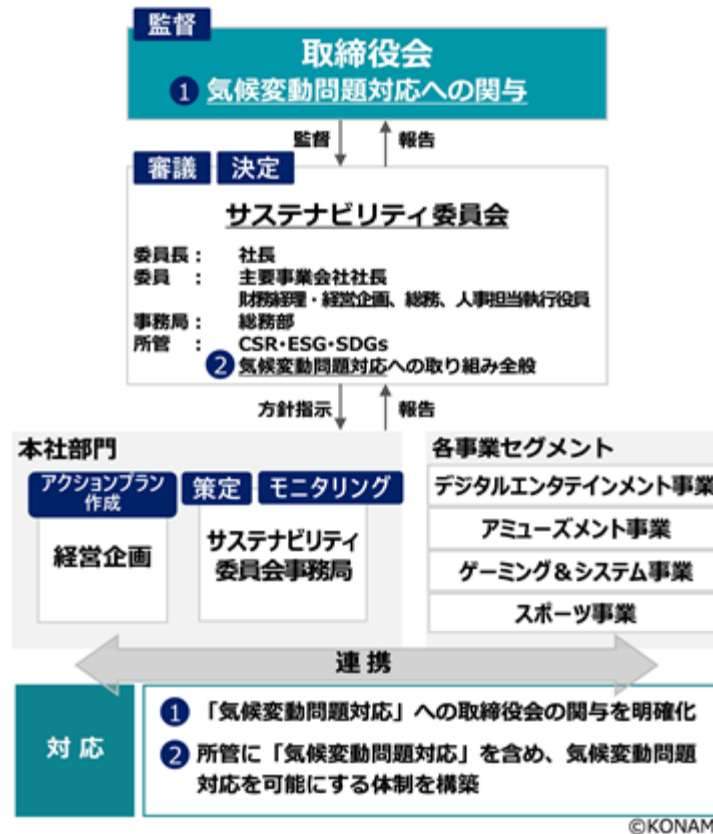 監督
取締役会
❶ 気候変動問題対応への関与
監督
報告
審議
決定
サステナビリティ委員会
委員長： 社長
委員 ： 主要事業会社社長
財務経理・経営企画、総務、人事担当執行役員
事務局： 総務部
所管 ： CSR・ESG・SDGs
❷ 気候変動問題対応への取り組み全般
方針指示
報告
本社部門
アクションプラン
作成
経営企画
策定
モニタリング
サステナビリティ
委員会事務局
各事業セグメント
デジタルエンタテインメント事業
アミューズメント事業
ゲーミング＆システム事業
スポーツ事業
連携
対応
❶ 「気候変動問題対応」への取締役会の関与を明確化
❷ 所管に「気候変動問題対応」を含め、気候変動問題
対応を可能にする体制を構築
©KONAM